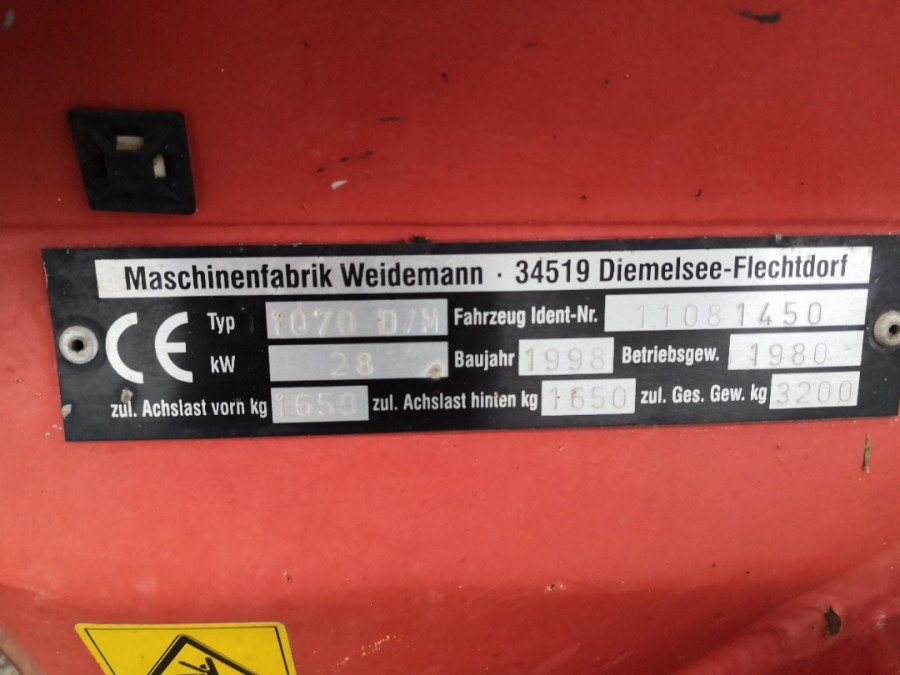 Maschinenfabrik Weidemann · 34519 Diemelsee-Flechtdorf
CE Typ 1070 D/M Fahrzeug Ident-Nr. 11081450
kW 28 Baujahr 1998 Betriebsgew. 1980
zul. Achslast vorn kg 1650 zul. Achslast hinten kg 1650 zul. Ges. Gew. kg 3200